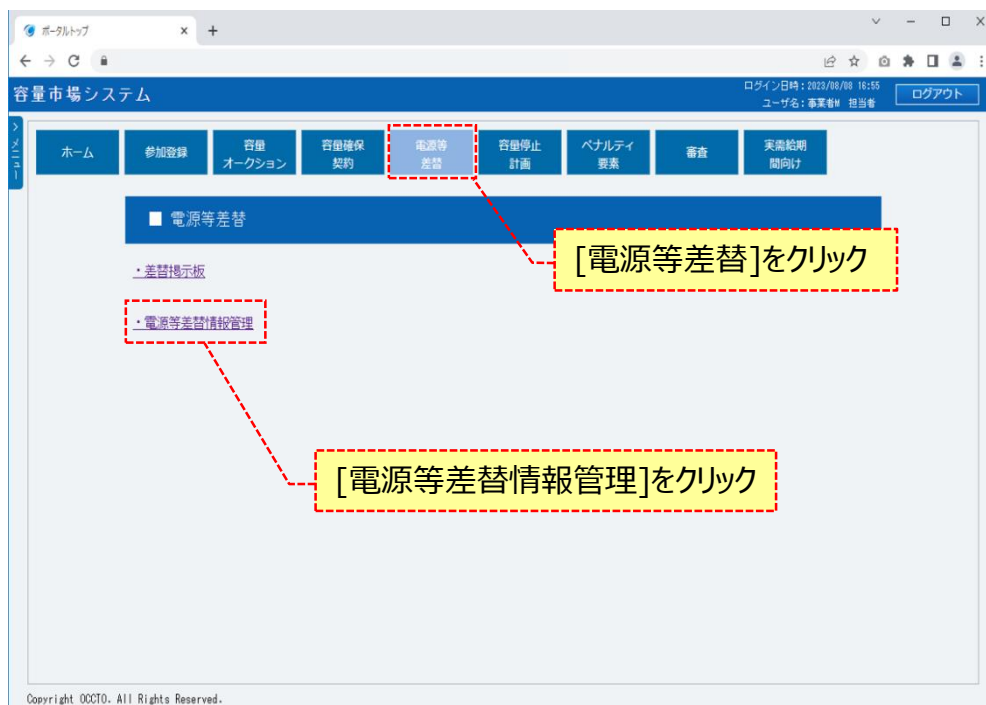 ポータルトップ
容量市場システム
ログイン日時：2023/08/08 16:55
ユーザ名：事業者W 担当者
ログアウト
メニュー
ホーム
参加登録
容量
オークション
容量確保
契約
電源等
差替
容量停止
計画
ペナルティ
要素
審査
実需給期
間向け
■ 電源等差替
[電源等差替]をクリック
・差替掲示板
・電源等差替情報管理
[電源等差替情報管理]をクリック
Copyright OCCTO. All Rights Reserved.